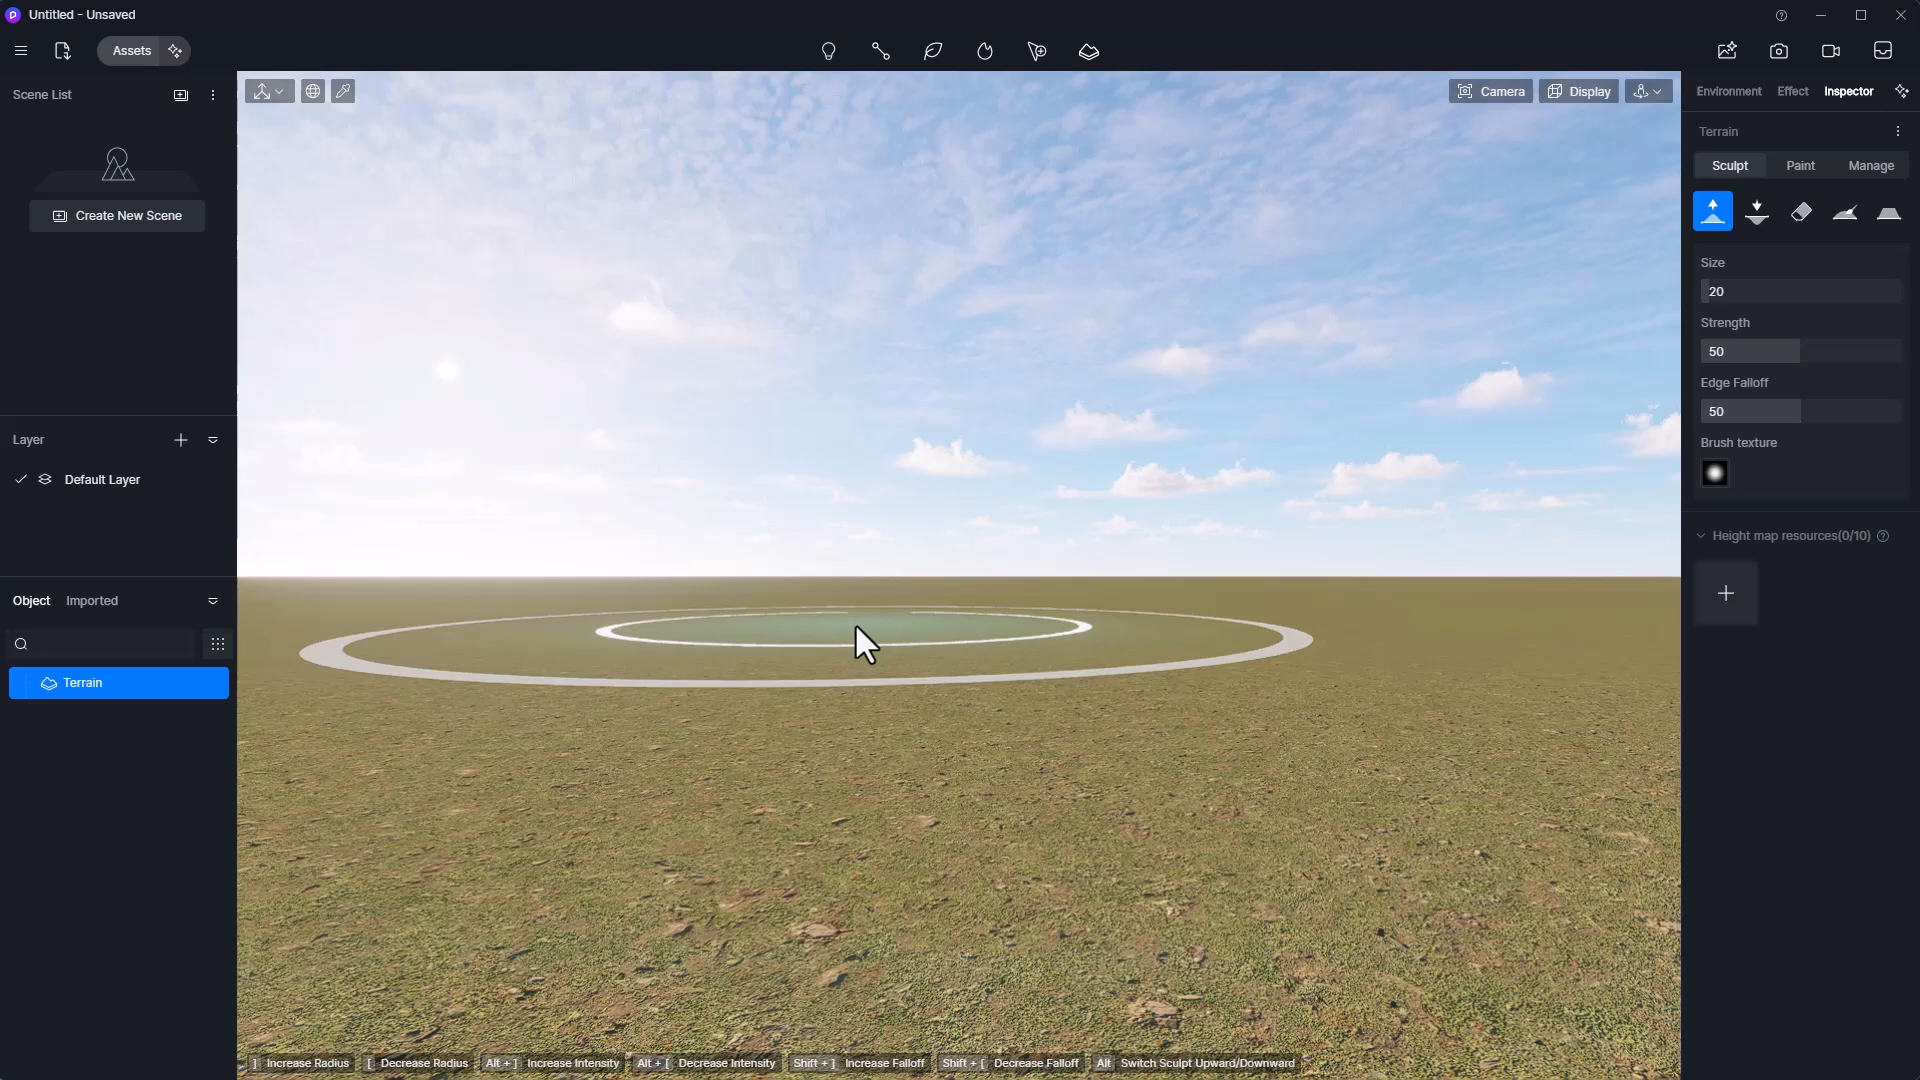 Untitled - Unsaved
Assets
Scene List
Create New Scene
Layer
Default Layer
Object Imported
Terrain
Camera Display
Environment Effect Inspector
Terrain
Sculpt Paint Manage
Size
20
Strength
50
Edge Falloff
50
Brush texture
Height map resources(0/10)
] Increase Radius [ Decrease Radius Alt + ] Increase Intensity Alt + [ Decrease Intensity Shift + ] Increase Falloff Shift + [ Decrease Falloff Alt Switch Sculpt Upward/Downward